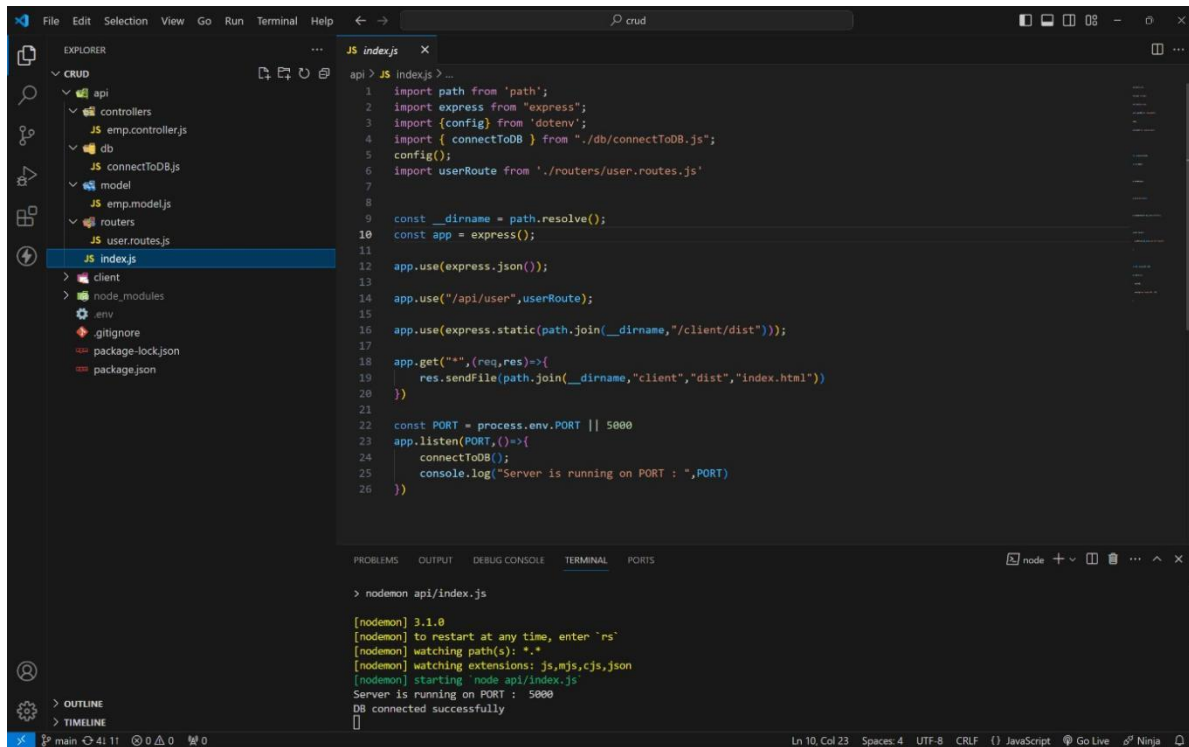 File Edit Selection View Go Run Terminal Help
crud
EXPLORER
CRUD
api
controllers
JS emp.controller.js
db
JS connectToDB.js
model
JS emp.model.js
routers
JS user.routes.js
JS index.js
client
node_modules
.env
.gitignore
package-lock.json
package.json
OUTLINE
TIMELINE
JS index.js
api > JS index.js > ...
1 import path from 'path';
2 import express from "express";
3 import {config} from 'dotenv';
4 import { connectToDB } from "./db/connectToDB.js";
5 config();
6 import userRoute from './routers/user.routes.js'
7
8
9 const __dirname = path.resolve();
10 const app = express();
11
12 app.use(express.json());
13
14 app.use("/api/user",userRoute);
15
16 app.use(express.static(path.join(__dirname,"/client/dist")));
17
18 app.get("*",(req,res)=>{
19 res.sendFile(path.join(__dirname,"client","dist","index.html"))
20 })
21
22 const PORT = process.env.PORT || 5000
23 app.listen(PORT,()=>{
24 connectToDB();
25 console.log("Server is running on PORT : ",PORT)
26 })
PROBLEMS OUTPUT DEBUG CONSOLE TERMINAL PORTS
node
> nodemon api/index.js
[nodemon] 3.1.0
[nodemon] to restart at any time, enter `rs`
[nodemon] watching path(s): *.*
[nodemon] watching extensions: js,mjs,cjs,json
[nodemon] starting `node api/index.js`
Server is running on PORT : 5000
DB connected successfully
main 4↓ 1↑ 0 0 0 Ln 10, Col 23 Spaces: 4 UTF-8 CRLF {} JavaScript Go Live Ninja